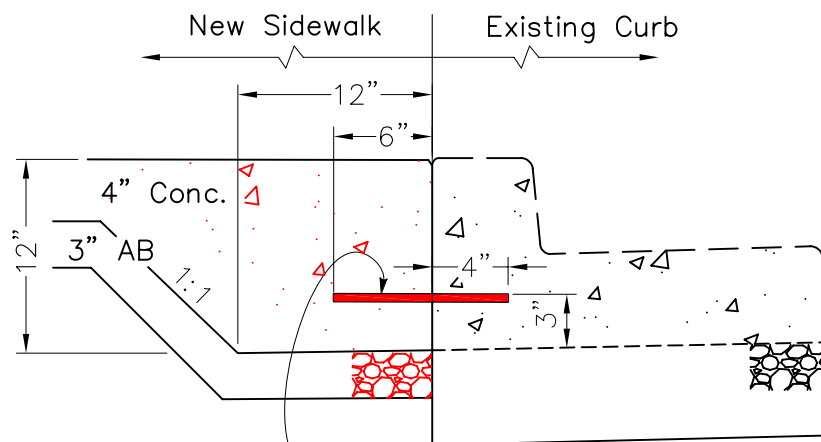 New Sidewalk
Existing Curb
12”
6”
4” Conc.
3” AB
12”
1:1
4”
3”